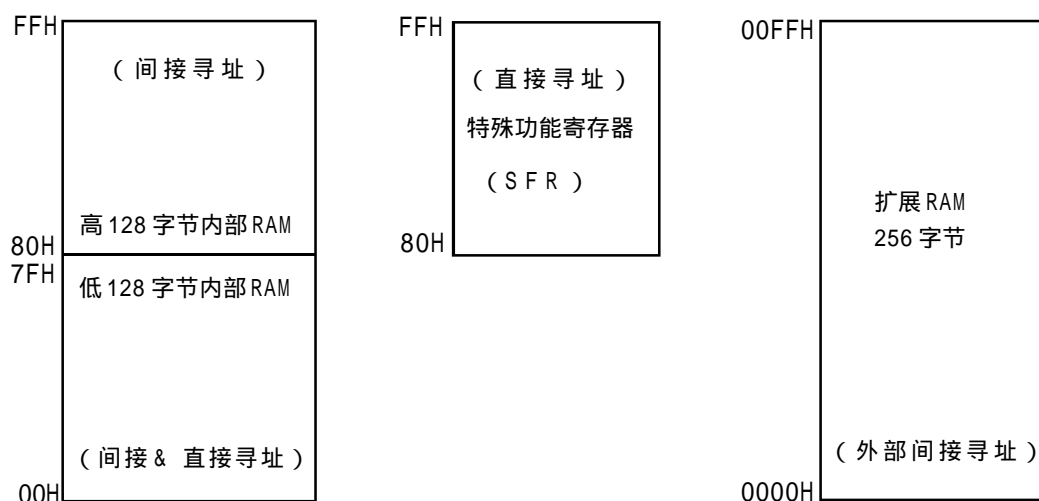 FFH
（间接寻址）
高128字节内部RAM
80H
7FH
低128字节内部RAM
（间接& 直接寻址）
00H
FFH
（直接寻址）
特殊功能寄存器
（SFR）
80H
00FFH
扩展RAM
256字节
（外部间接寻址）
0000H